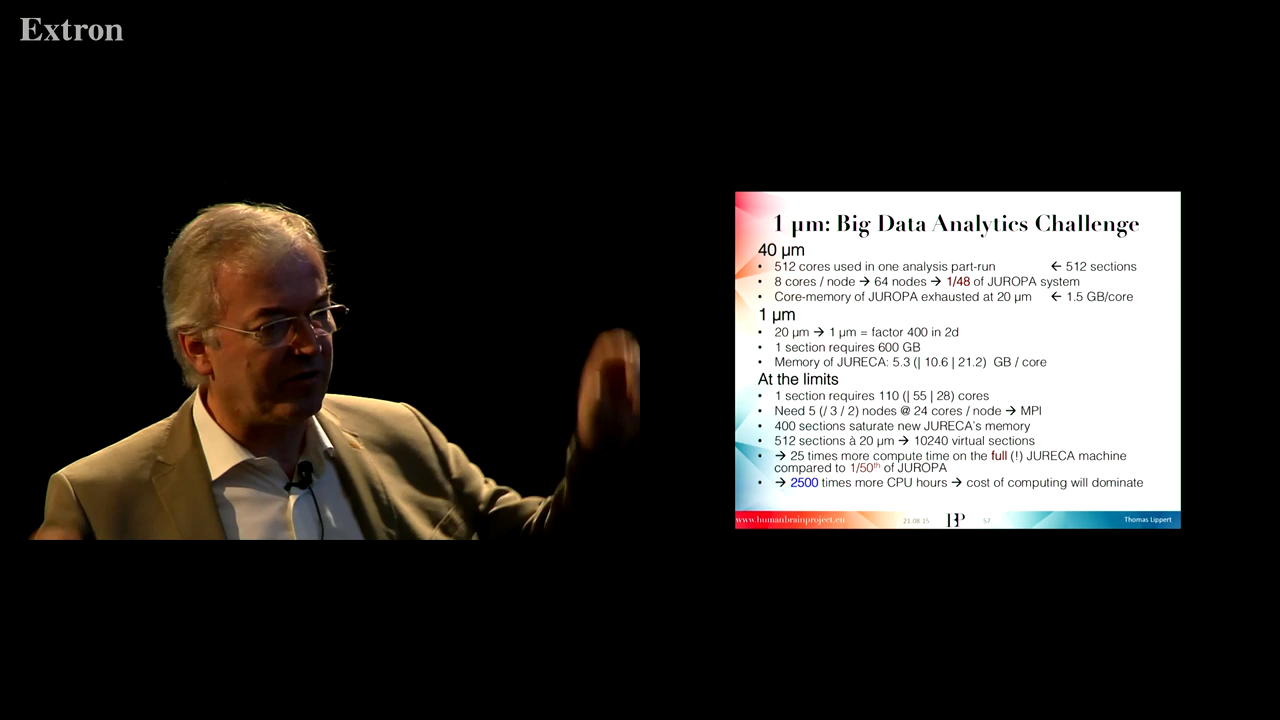 Extron
1 µm: Big Data Analytics Challenge
40 µm
• 512 cores used in one analysis part-run ← 512 sections
• 8 cores / node → 64 nodes → 1/48 of JUROPA system
• Core-memory of JUROPA exhausted at 20 µm ← 1.5 GB/core
1 µm
• 20 µm → 1 µm = factor 400 in 2d
• 1 section requires 600 GB
• Memory of JURECA: 5.3 (| 10.6 | 21.2) GB / core
At the limits
• 1 section requires 110 (| 55 | 28) cores
• Need 5 (/ 3 / 2) nodes @ 24 cores / node → MPI
• 400 sections saturate new JURECA's memory
• 512 sections à 20 µm → 10240 virtual sections
• → 25 times more compute time on the full (!) JURECA machine
compared to 1/50th of JUROPA
• → 2500 times more CPU hours → cost of computing will dominate
www.humanbrainproject.eu 21.08.15 57 Thomas Lippert